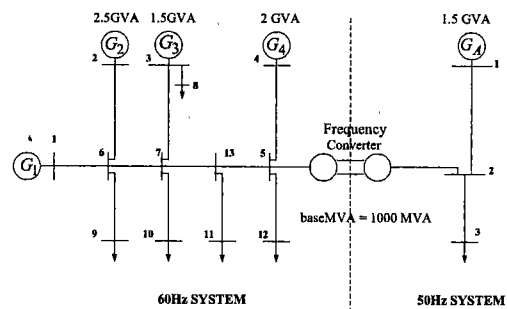 2.5GVA 1.5GVA 2 GVA 1.5 GVA
G2 G3 G4 GA
2 3 4 1
8
Frequency
Converter
1
G1 6 7 13 5 2
baseMVA = 1000 MVA
9 10 11 12 3
60Hz SYSTEM 50Hz SYSTEM